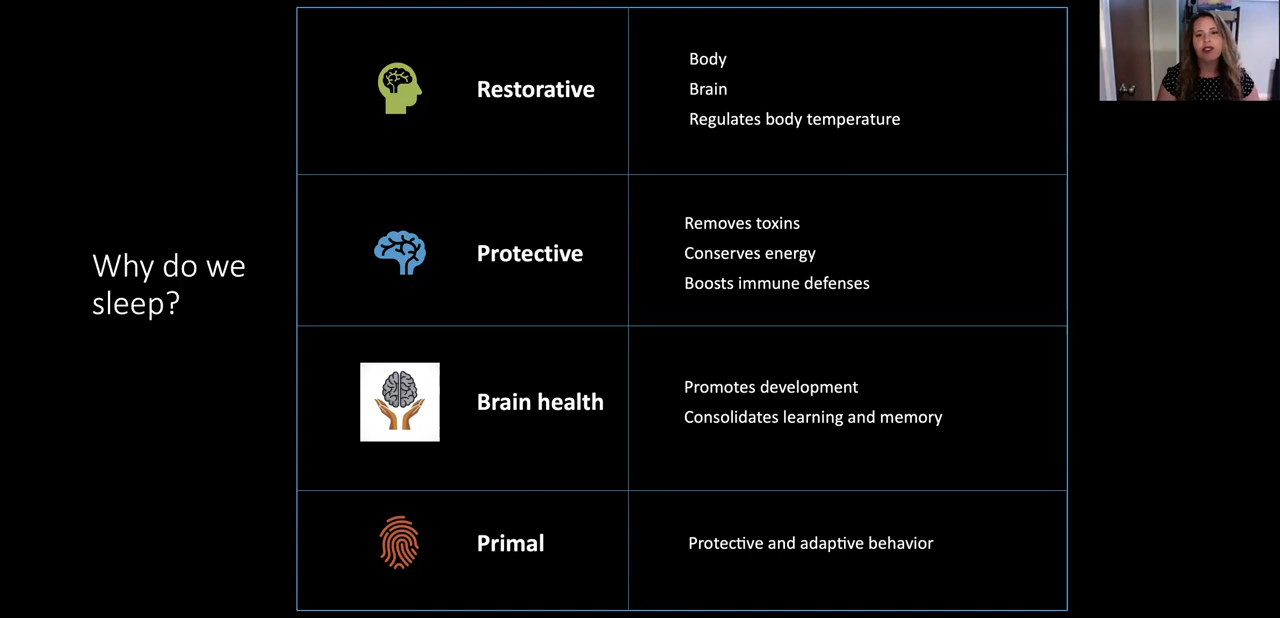 Why do we
sleep?
Restorative
Body
Brain
Regulates body temperature
Protective
Removes toxins
Conserves energy
Boosts immune defenses
Brain health
Promotes development
Consolidates learning and memory
Primal
Protective and adaptive behavior